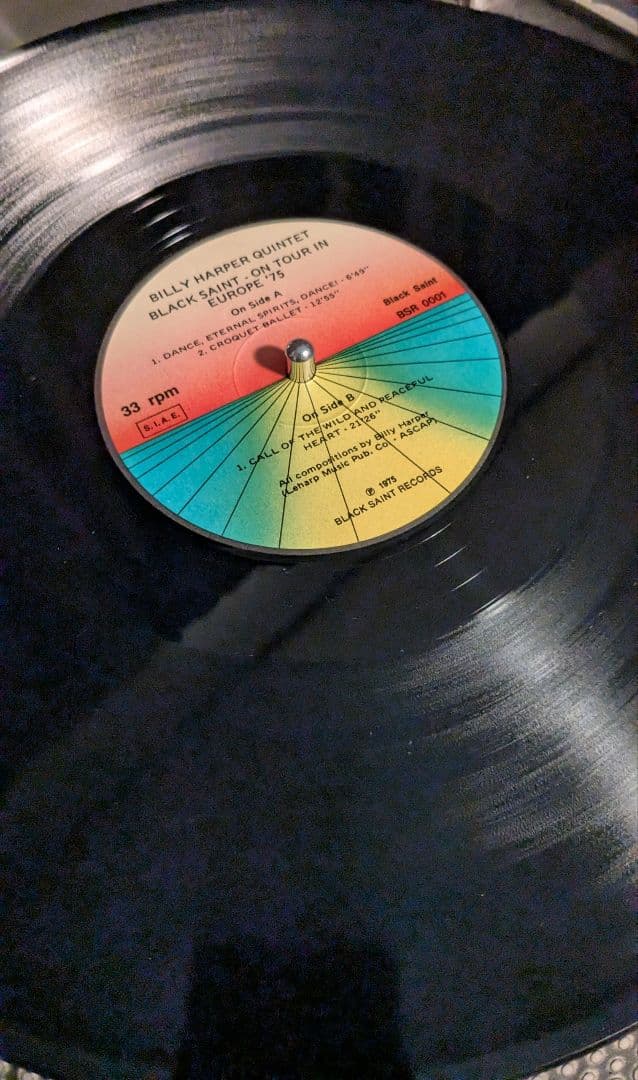 BILLY HARPER QUINTET
BLACK SAINT - ON TOUR IN
EUROPE '75
On Side A
1. DANCE, ETERNAL SPIRITS, DANCE! - 6'49"
2. CROQUET BALLET - 12'55"
Black Saint
BSR 0001
33 rpm
S.I.A.E.
On Side B
1. CALL OF THE WILD AND PEACEFUL
HEART - 21'26"
All compositions by Billy Harper
(Leharp Music Pub. Co. - ASCAP)
℗ 1975
BLACK SAINT RECORDS